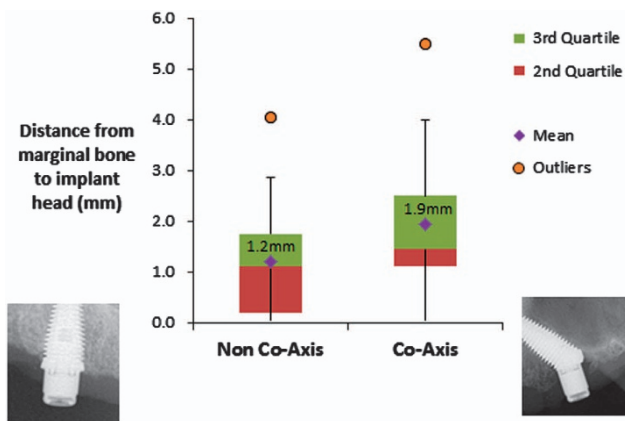 6.0
5.0
4.0
3.0
2.0
1.0
0.0
Distance from
marginal bone
to implant
head (mm)
1.2mm
1.9mm
Non Co-Axis
Co-Axis
3rd Quartile
2nd Quartile
Mean
Outliers